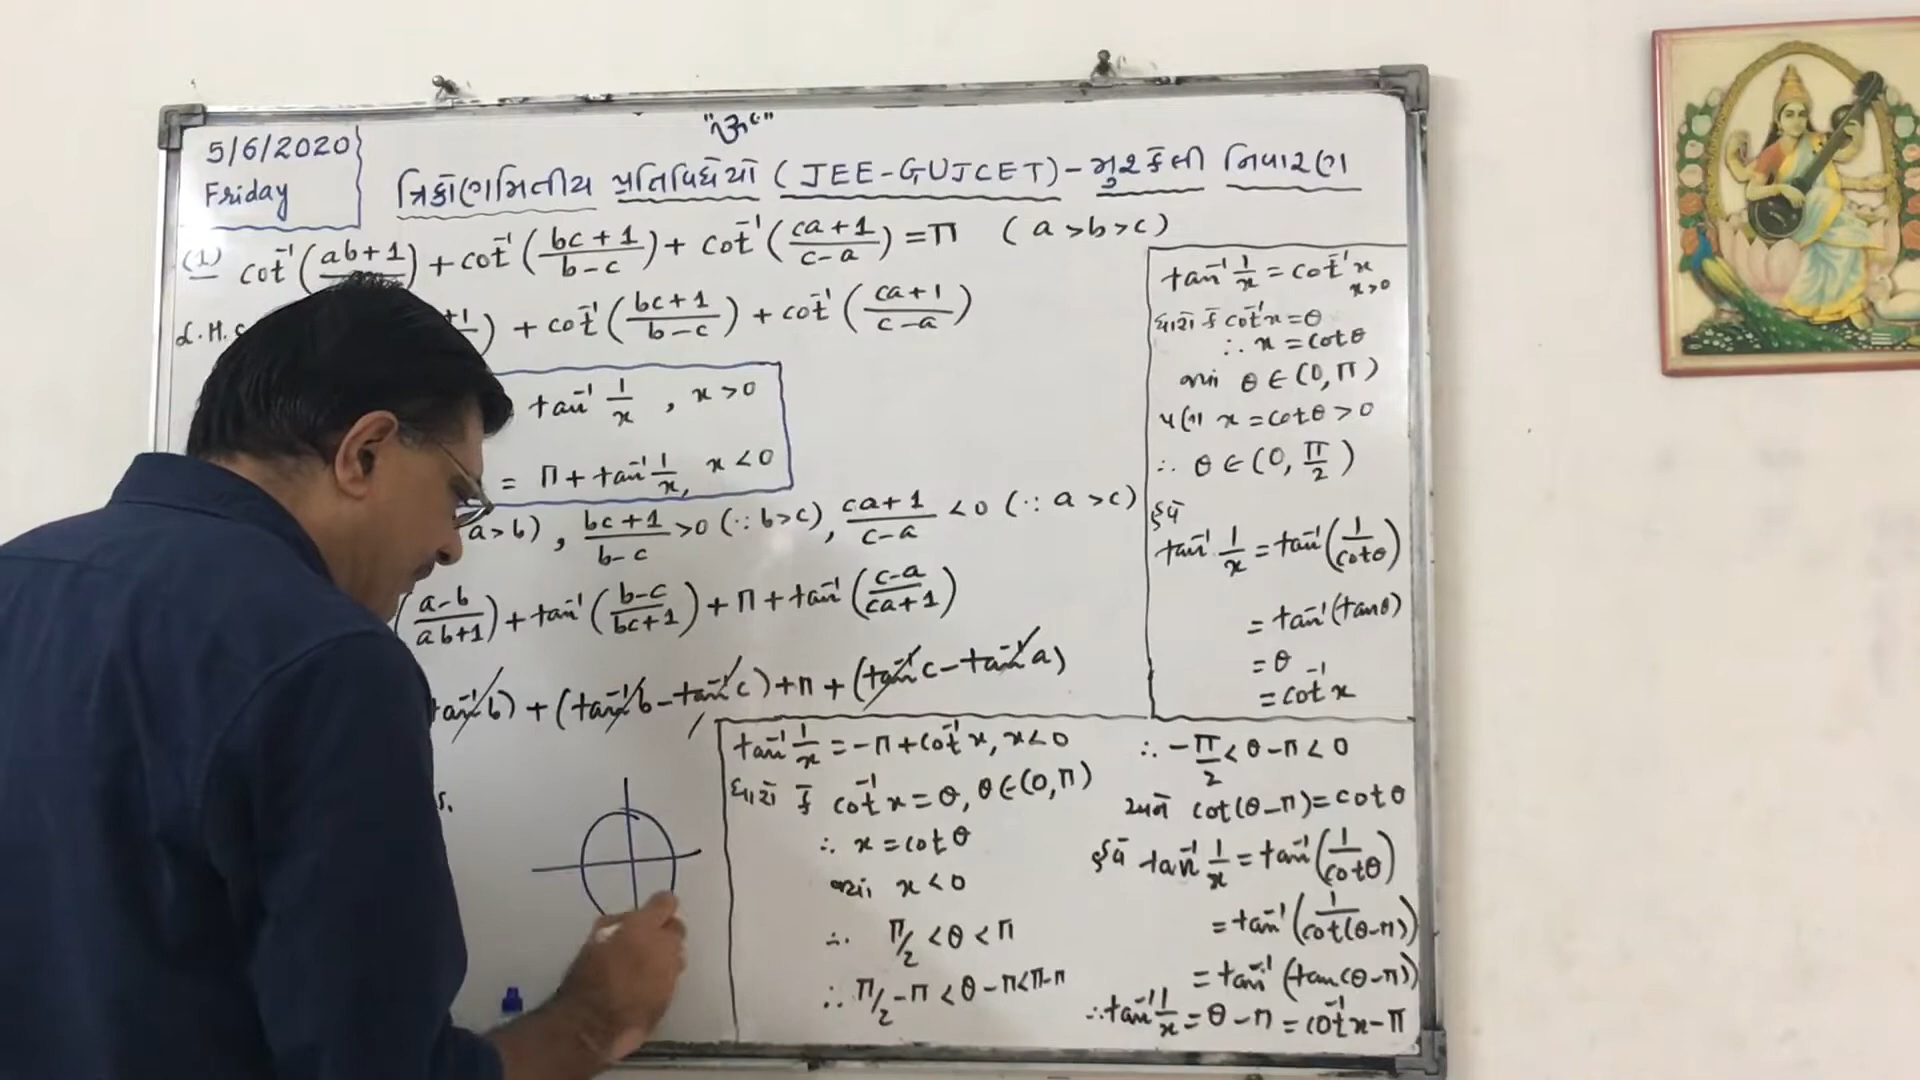 "ૐ"
5/6/2020
Friday
ત્રિકોણમિતીય પ્રતિવિધેયો (JEE-GUJCET)-મુશ્કેલી નિવારણ
(1) cot⁻¹(ab+1/ ) + cot⁻¹(bc+1/b-c) + cot⁻¹(ca+1/c-a) = π (a>b>c)
L.H. ) + cot⁻¹(bc+1/b-c) + cot⁻¹(ca+1/c-a)
tan⁻¹ 1/x , x>0
= π + tan⁻¹ 1/x, x<0
a>b), bc+1/b-c >0 (∵ b>c), ca+1/c-a <0 (∵ a>c)
(a-b/ab+1) + tan⁻¹(b-c/bc+1) + π + tan⁻¹(c-a/ca+1)
tan⁻¹b) + (tan⁻¹b - tan⁻¹c) + π + (tan⁻¹c - tan⁻¹a)
S.
tan⁻¹ 1/x = cot⁻¹x
x>0
ધારો કે cot⁻¹x = θ
∴ x = cotθ
જ્યાં θ ∈ (0, π)
પણ x = cotθ > 0
∴ θ ∈ (0, π/2)
હવે
tan⁻¹ 1/x = tan⁻¹(1/cotθ)
= tan⁻¹(tanθ)
= θ
= cot⁻¹x
tan⁻¹ 1/x = -π + cot⁻¹x, x<0
ધારો કે cot⁻¹x = θ, θ ∈ (0, π)
∴ x = cotθ
જ્યાં x < 0
∴ π/2 < θ < π
∴ π/2 - π < θ - π < π - π
∴ -π/2 < θ - π < 0
અને cot(θ-π) = cotθ
હવે tan⁻¹ 1/x = tan⁻¹(1/cotθ)
= tan⁻¹(1/cot(θ-π))
= tan⁻¹(tan(θ-π))
∴ tan⁻¹ 1/x = θ - π = cot⁻¹x - π